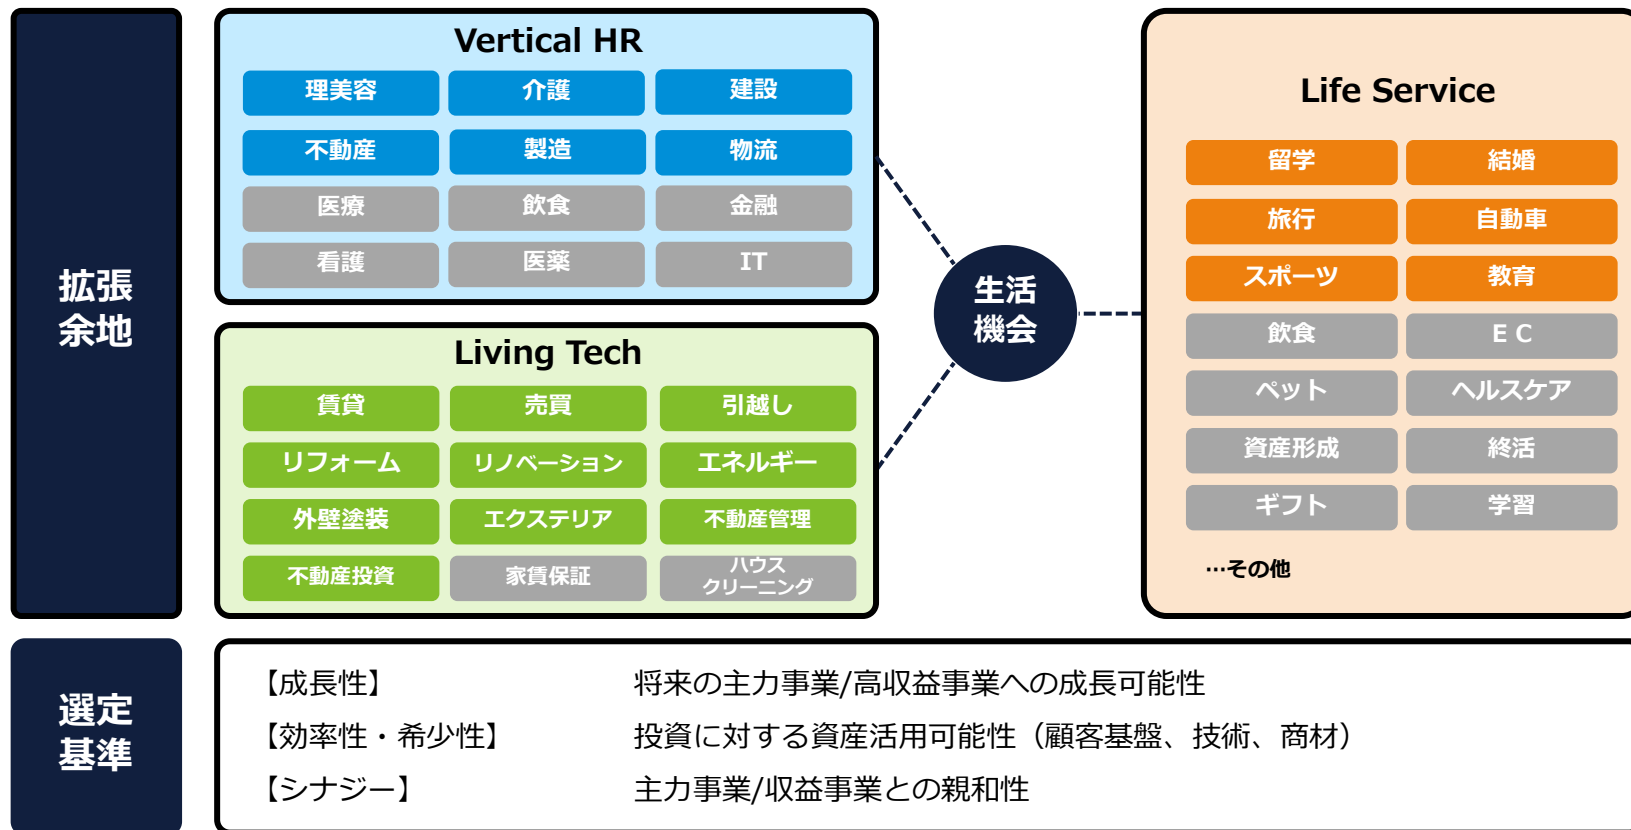 拡張
余地
Vertical HR
理美容 介護 建設
不動産 製造 物流
医療 飲食 金融
看護 医薬 IT
Living Tech
賃貸 売買 引越し
リフォーム リノベーション エネルギー
外壁塗装 エクステリア 不動産管理
不動産投資 家賃保証 ハウス
クリーニング
生活
機会
Life Service
留学 結婚
旅行 自動車
スポーツ 教育
飲食 ＥＣ
ペット ヘルスケア
資産形成 終活
ギフト 学習
…その他
選定
基準
【成長性】 将来の主力事業/高収益事業への成長可能性
【効率性・希少性】 投資に対する資産活用可能性（顧客基盤、技術、商材）
【シナジー】 主力事業/収益事業との親和性